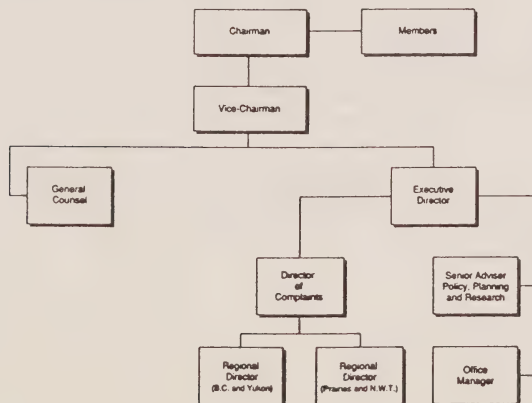 Chairman
Members
Vice-Chairman
General
Counsel
Executive
Director
Director
of
Complaints
Senior Adviser
Policy, Planning
and Research
Regional
Director
(B.C. and Yukon)
Regional
Director
(Prairies and N.W.T.)
Office
Manager